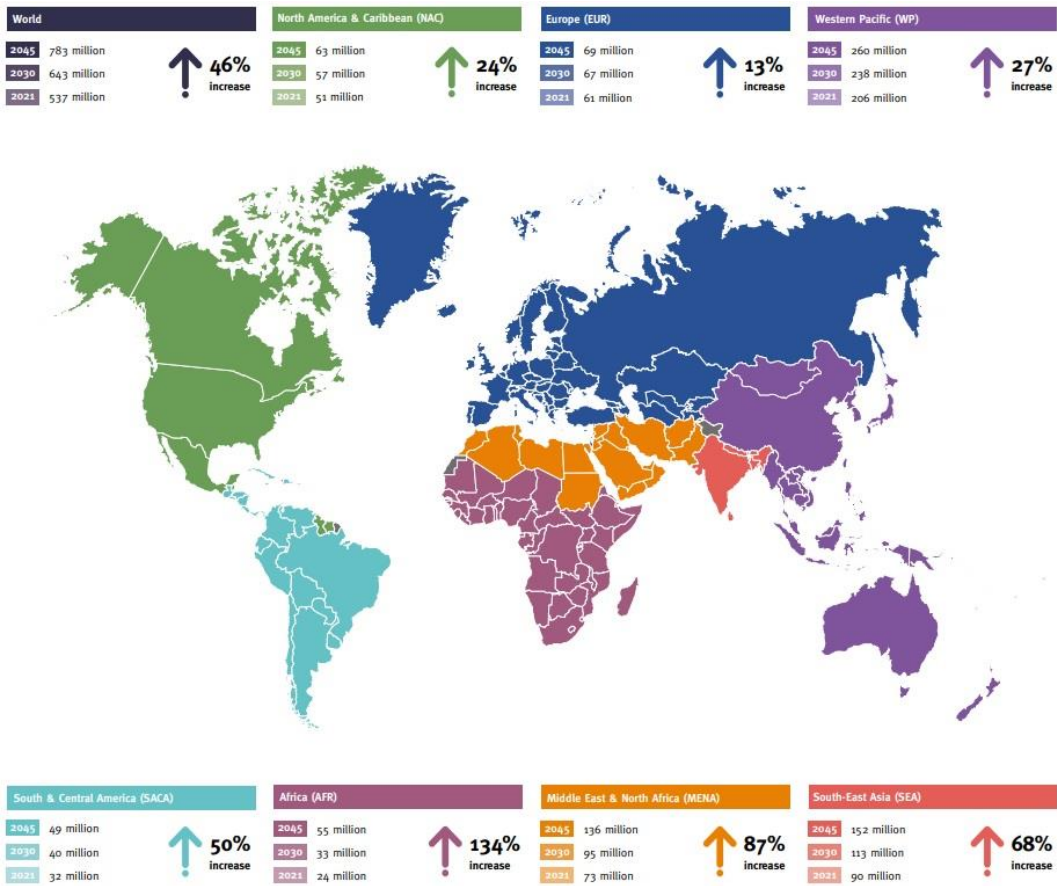 World
2045 783 million
2030 643 million
2021 537 million
46%
increase
North America & Caribbean (NAC)
2045 63 million
2030 57 million
2021 51 million
24%
increase
Europe (EUR)
2045 69 million
2030 67 million
2021 61 million
13%
increase
Western Pacific (WP)
2045 260 million
2030 238 million
2021 206 million
27%
increase
South & Central America (SACA)
2045 49 million
2030 40 million
2021 32 million
50%
increase
Africa (AFR)
2045 55 million
2030 33 million
2021 24 million
134%
increase
Middle East & North Africa (MENA)
2045 136 million
2030 95 million
2021 73 million
87%
increase
South-East Asia (SEA)
2045 152 million
2030 113 million
2021 90 million
68%
increase